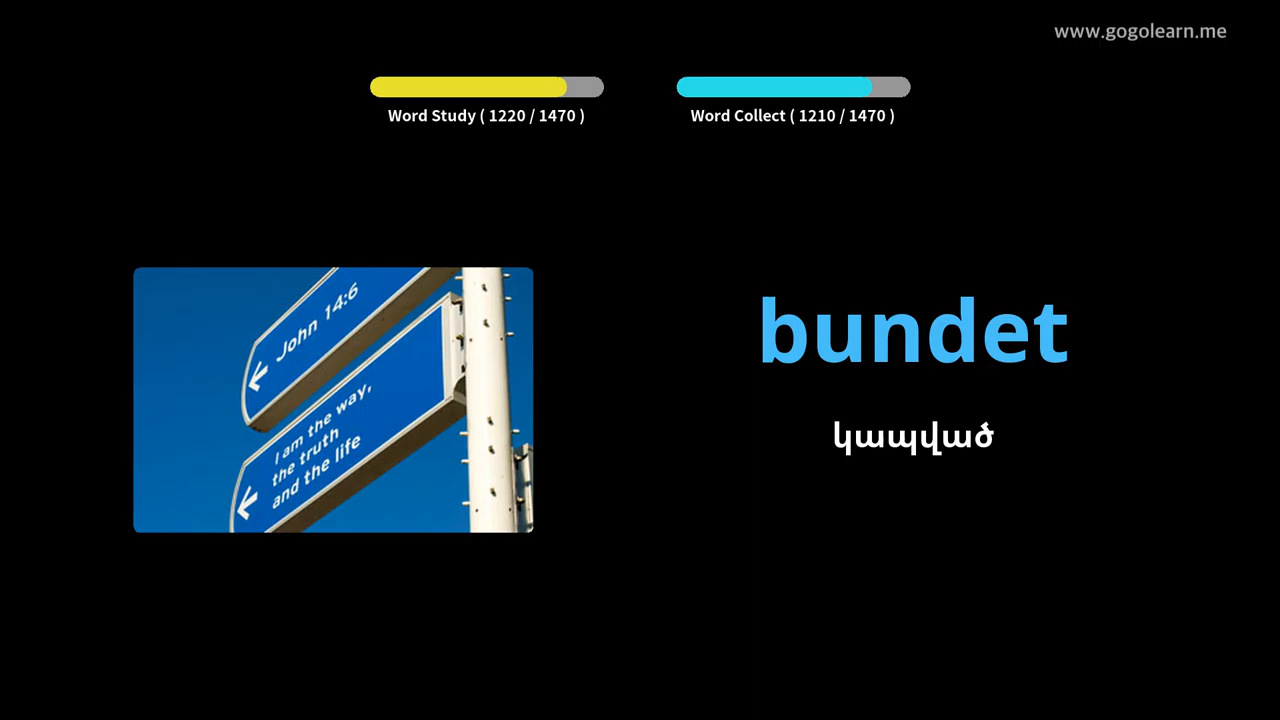 www.gogolearn.me
Word Study ( 1220 / 1470 )
Word Collect ( 1210 / 1470 )
John 14:6
I am the way,
the truth
and the life
bundet
կապված